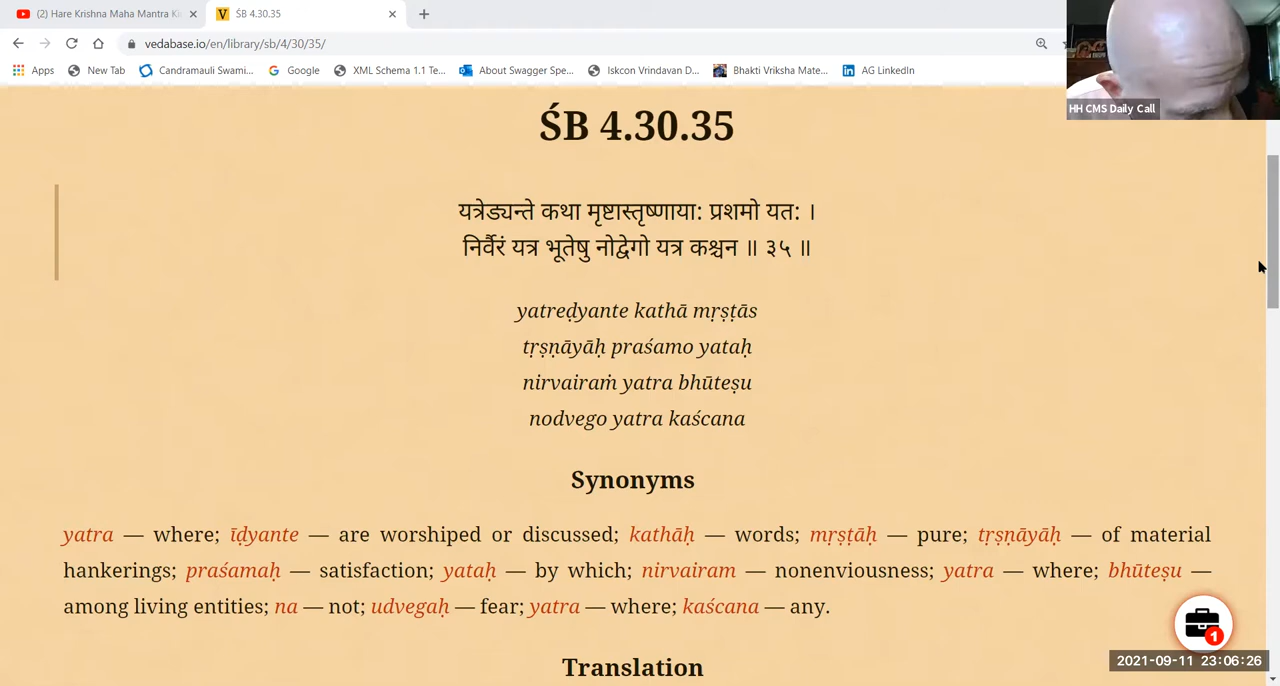 (2) Hare Krishna Maha Mantra Ki
ŚB 4.30.35
vedabase.io/en/library/sb/4/30/35/
Apps New Tab Candramauli Swami... Google XML Schema 1.1 Te... About Swagger Spe... Iskcon Vrindavan D... Bhakti Vriksha Mate... AG LinkedIn
HH CMS Daily Call
ŚB 4.30.35
यत्रेड्यन्ते कथा मृष्टास्तृष्णाया: प्रशमो यत: ।
निर्वैरं यत्र भूतेषु नोद्वेगो यत्र कश्चन ॥ ३५ ॥
yatreḍyante kathā mṛṣṭās
tṛṣṇāyāḥ praśamo yataḥ
nirvairaṁ yatra bhūteṣu
nodvego yatra kaścana
Synonyms
yatra — where; īḍyante — are worshiped or discussed; kathāḥ — words; mṛṣṭāḥ — pure; tṛṣṇāyāḥ — of material
hankerings; praśamaḥ — satisfaction; yataḥ — by which; nirvairam — nonenviousness; yatra — where; bhūteṣu —
among living entities; na — not; udvegaḥ — fear; yatra — where; kaścana — any.
1
2021-09-11 23:06:26
Translation